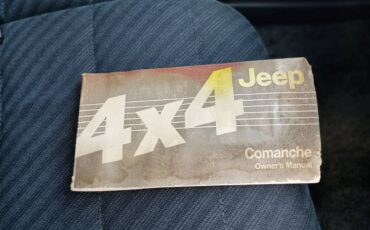 4x4 Jeep
Comanche
Owner's Manual